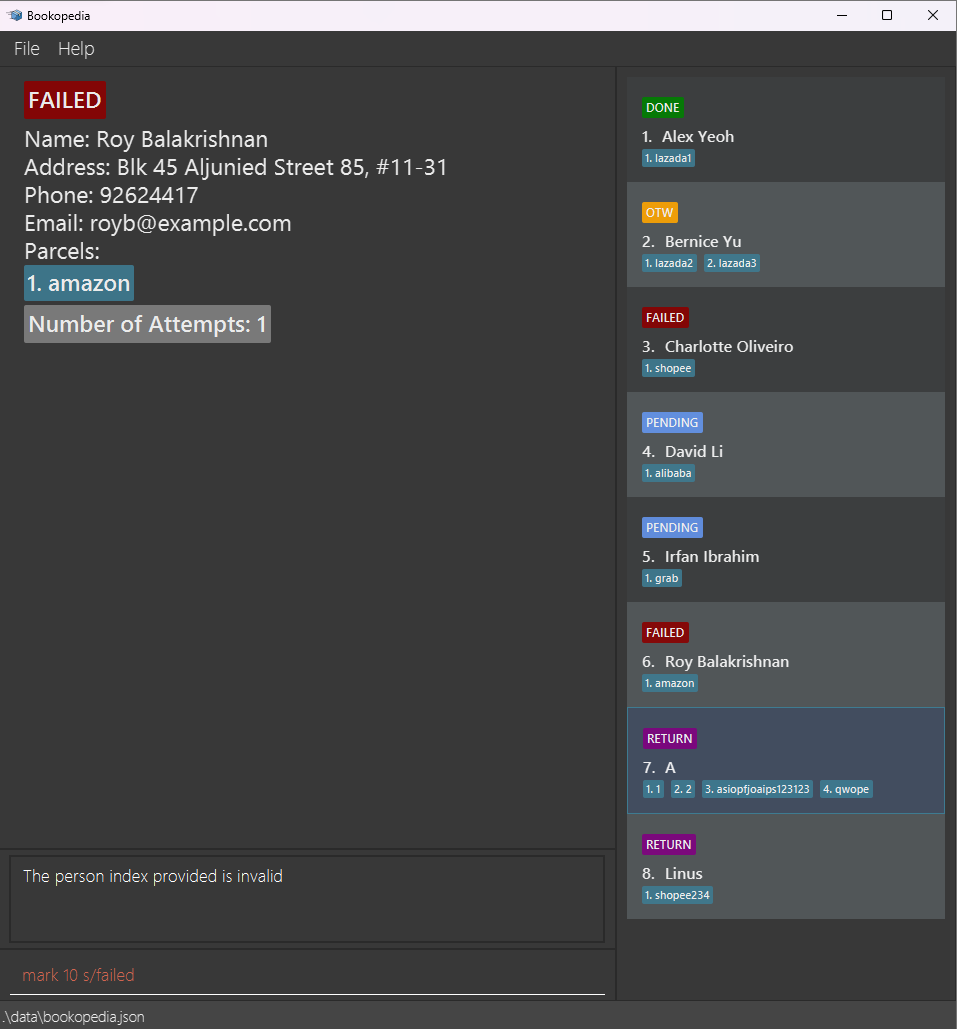 Bookopedia
File Help
FAILED
Name: Roy Balakrishnan
Address: Blk 45 Aljunied Street 85, #11-31
Phone: 92624417
Email: royb@example.com
Parcels:
1. amazon
Number of Attempts: 1
The person index provided is invalid
mark 10 s/failed
DONE
1. Alex Yeoh
1. lazada1
OTW
2. Bernice Yu
1. lazada2 2. lazada3
FAILED
3. Charlotte Oliveiro
1. shopee
PENDING
4. David Li
1. alibaba
PENDING
5. Irfan Ibrahim
1. grab
FAILED
6. Roy Balakrishnan
1. amazon
RETURN
7. A
1. 1 2. 2 3. asiopfjoaips123123 4. qwope
RETURN
8. Linus
1. shopee234
.\data\bookopedia.json